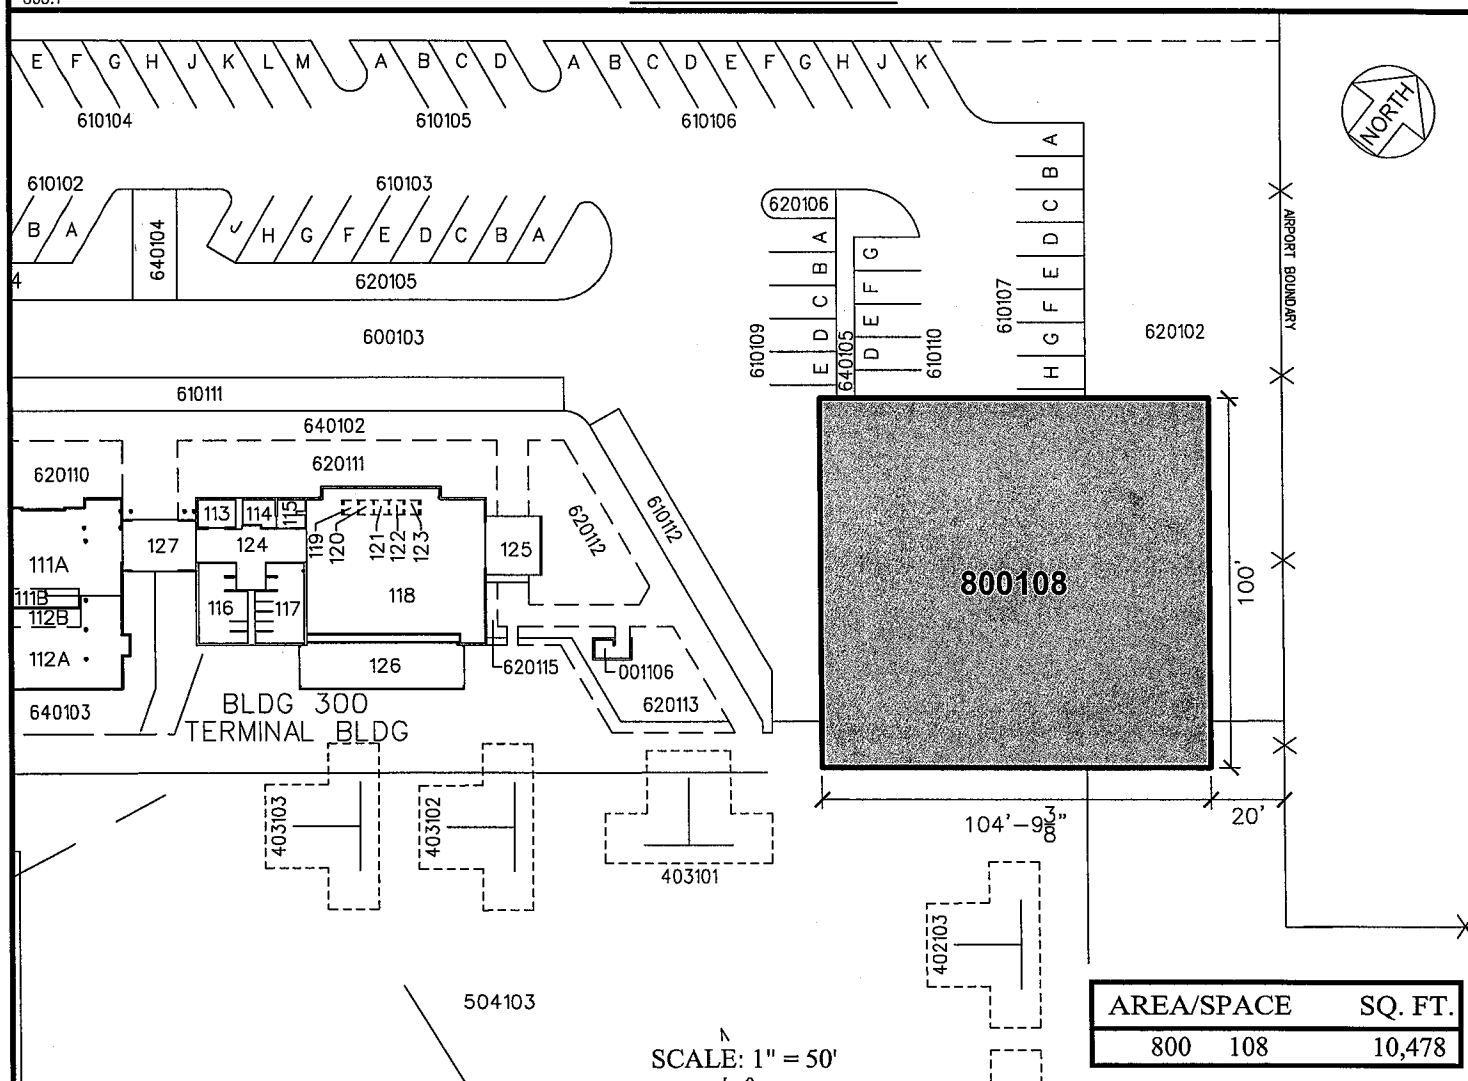 E F G H J K L M A B C D A B C D E F G H J K
610104 610105 610106
NORTH
610102 610103
B A
640104
J H G F E D C B A
620105
4
600103
620106
A B C D E
G F E D
610109
640105
610110
A B C D E F G H
610107
620102
AIRPORT BOUNDARY
610111
640102
620110
620111
620112
610112
113 114 115
119 120 121 122 123
127 124 125
111A
111B
112B
112A
116 117 118
126
620115
001106
620113
640103
BLDG 300
TERMINAL BLDG
800108
100'
104'-9 3/8"
20'
403103
403102
403101
402103
504103
SCALE: 1" = 50'
AREA/SPACE SQ. FT.
800 108 10,478